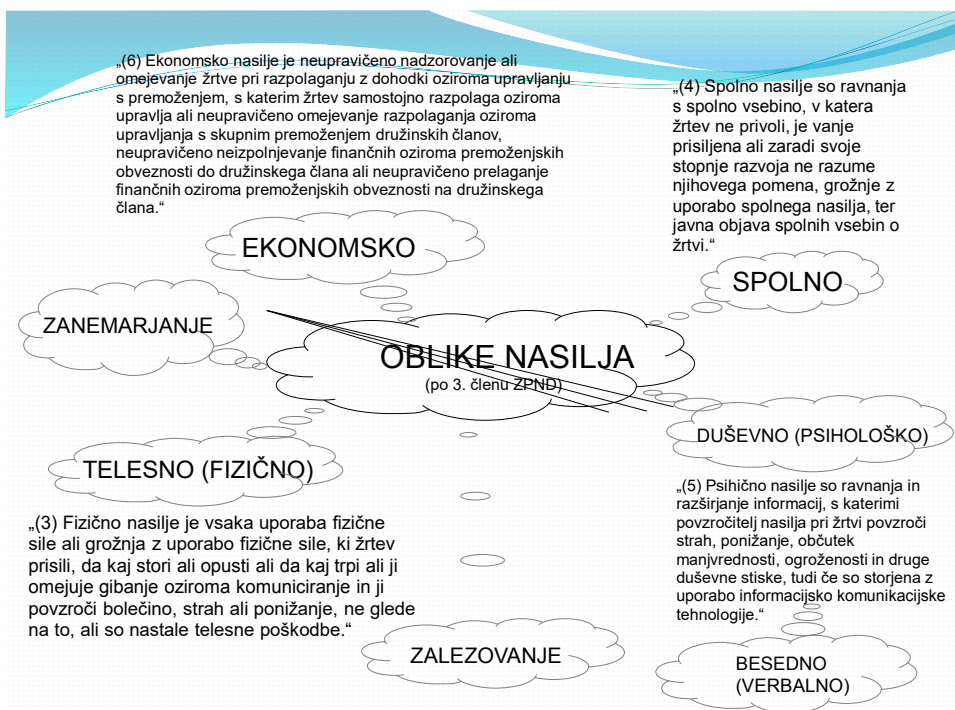 „(6) Ekonomsko nasilje je neupravičeno nadzorovanje ali
omejevanje žrtve pri razpolaganju z dohodki oziroma upravljanju
s premoženjem, s katerim žrtev samostojno razpolaga oziroma
upravlja ali neupravičeno omejevanje razpolaganja oziroma
upravljanja s skupnim premoženjem družinskih članov,
neupravičeno neizpolnjevanje finančnih oziroma premoženjskih
obveznosti do družinskega člana ali neupravičeno prelaganje
finančnih oziroma premoženjskih obveznosti na družinskega
člana.“
„(4) Spolno nasilje so ravnanja
s spolno vsebino, v katera
žrtev ne privoli, je vanje
prisiljena ali zaradi svoje
stopnje razvoja ne razume
njihovega pomena, grožnje z
uporabo spolnega nasilja, ter
javna objava spolnih vsebin o
žrtvi.“
EKONOMSKO
SPOLNO
ZANEMARJANJE
OBLIKE NASILJA
(po 3. členu ZPND)
DUŠEVNO (PSIHOLOŠKO)
TELESNO (FIZIČNO)
„(5) Psihično nasilje so ravnanja in
razširjanje informacij, s katerimi
povzročitelj nasilja pri žrtvi povzroči
strah, ponižanje, občutek
manjvrednosti, ogroženosti in druge
duševne stiske, tudi če so storjena z
uporabo informacijsko komunikacijske
tehnologije.“
„(3) Fizično nasilje je vsaka uporaba fizične
sile ali grožnja z uporabo fizične sile, ki žrtev
prisili, da kaj stori ali opusti ali da kaj trpi ali ji
omejuje gibanje oziroma komuniciranje in ji
povzroči bolečino, strah ali ponižanje, ne glede
na to, ali so nastale telesne poškodbe.“
ZALEZOVANJE
BESEDNO
(VERBALNO)